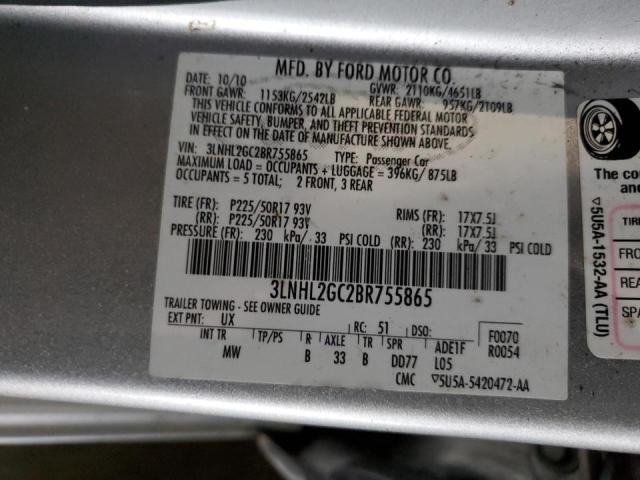 MFD. BY FORD MOTOR CO.
DATE: 10/10 GVWR: 2110KG/4651LB
FRONT GAWR: 1153KG/2542LB REAR GAWR: 957KG/2109LB
THIS VEHICLE CONFORMS TO ALL APPLICABLE FEDERAL MOTOR
VEHICLE SAFETY, BUMPER, AND THEFT PREVENTION STANDARDS
IN EFFECT ON THE DATE OF MANUFACTURE SHOWN ABOVE.
VIN: 3LNHL2GC2BR755865 TYPE: Passenger Car
MAXIMUM LOAD = OCCUPANTS + LUGGAGE = 396KG/ 875LB
OCCUPANTS = 5 TOTAL; 2 FRONT, 3 REAR
TIRE (FR): P225/50R17 93V RIMS (FR): 17X7.5J
(RR): P225/50R17 93V (RR): 17X7.5J
PRESSURE (FR): 230 kPa/ 33 PSI COLD (RR): 230 kPa/33 PSI COLD
3LNHL2GC2BR755865
TRAILER TOWING - SEE OWNER GUIDE
EXT PNT: UX RC: 51 DSO: F0070
INT TR TP/PS R AXLE TR SPR ADE1F R0054
MW B 33 B DD77 L05
CMC ▽5U5A-5420472-AA
The co
an
▽5U5A-1532-AA (TLU)
TIR
FRO
REA
SPA